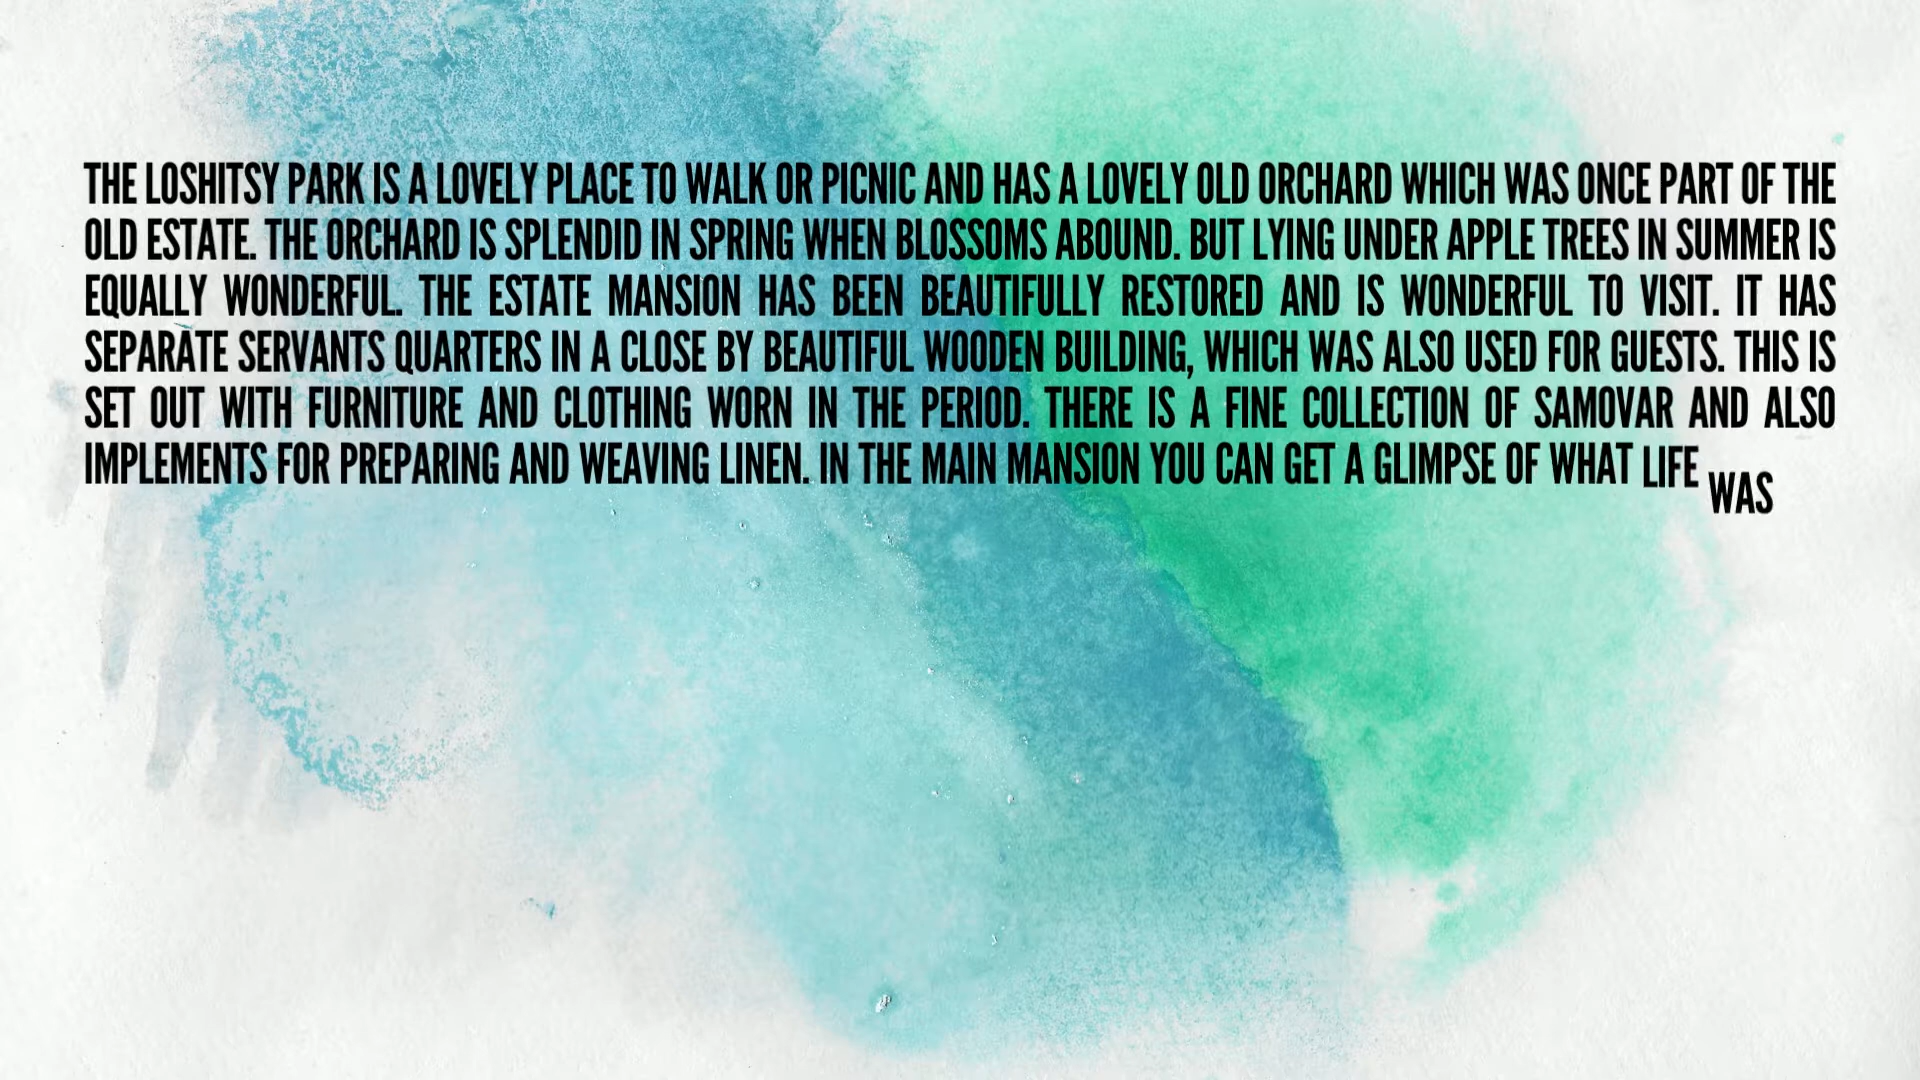 THE LOSHITSY PARK IS A LOVELY PLACE TO WALK OR PICNIC AND HAS A LOVELY OLD ORCHARD WHICH WAS ONCE PART OF THE
OLD ESTATE. THE ORCHARD IS SPLENDID IN SPRING WHEN BLOSSOMS ABOUND. BUT LYING UNDER APPLE TREES IN SUMMER IS
EQUALLY WONDERFUL. THE ESTATE MANSION HAS BEEN BEAUTIFULLY RESTORED AND IS WONDERFUL TO VISIT. IT HAS
SEPARATE SERVANTS QUARTERS IN A CLOSE BY BEAUTIFUL WOODEN BUILDING, WHICH WAS ALSO USED FOR GUESTS. THIS IS
SET OUT WITH FURNITURE AND CLOTHING WORN IN THE PERIOD. THERE IS A FINE COLLECTION OF SAMOVAR AND ALSO
IMPLEMENTS FOR PREPARING AND WEAVING LINEN. IN THE MAIN MANSION YOU CAN GET A GLIMPSE OF WHAT LIFE WAS